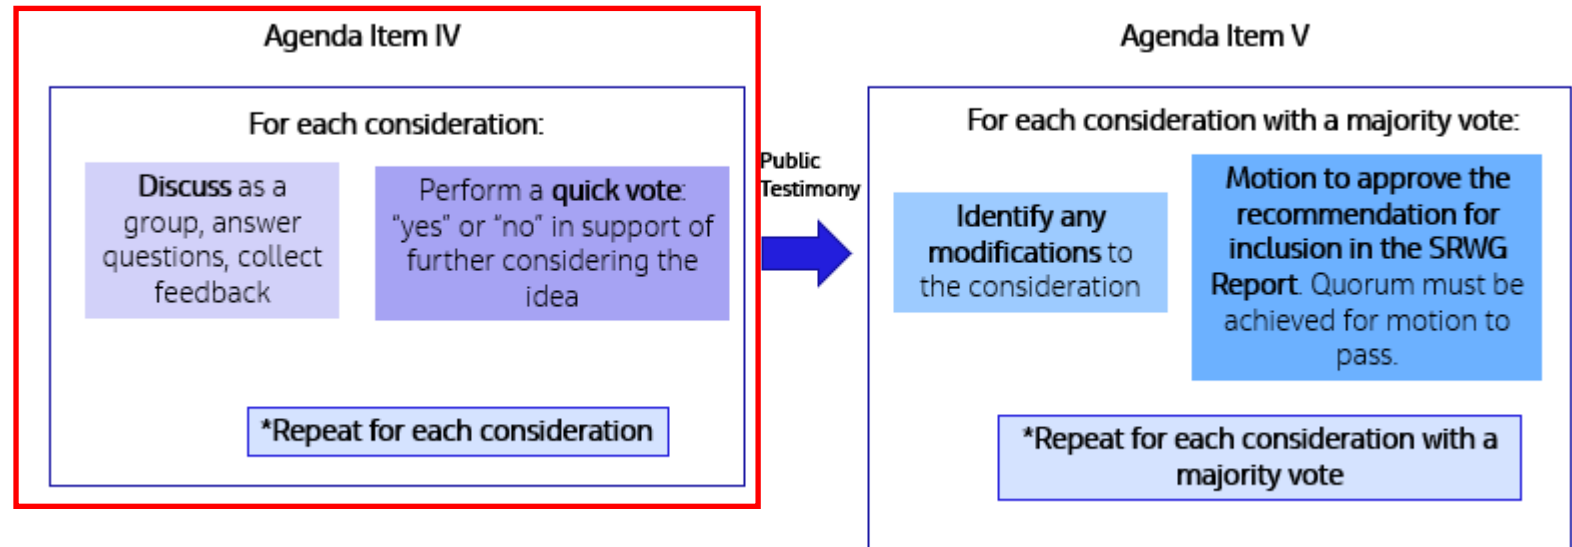 Agenda Item IV
For each consideration:
Discuss as a
group, answer
questions, collect
feedback
Perform a quick vote:
“yes” or “no” in support of
further considering the
idea
*Repeat for each consideration
Public
Testimony
Agenda Item V
For each consideration with a majority vote:
Identify any
modifications to
the consideration
Motion to approve the
recommendation for
inclusion in the SRWG
Report. Quorum must be
achieved for motion to
pass.
*Repeat for each consideration with a
majority vote